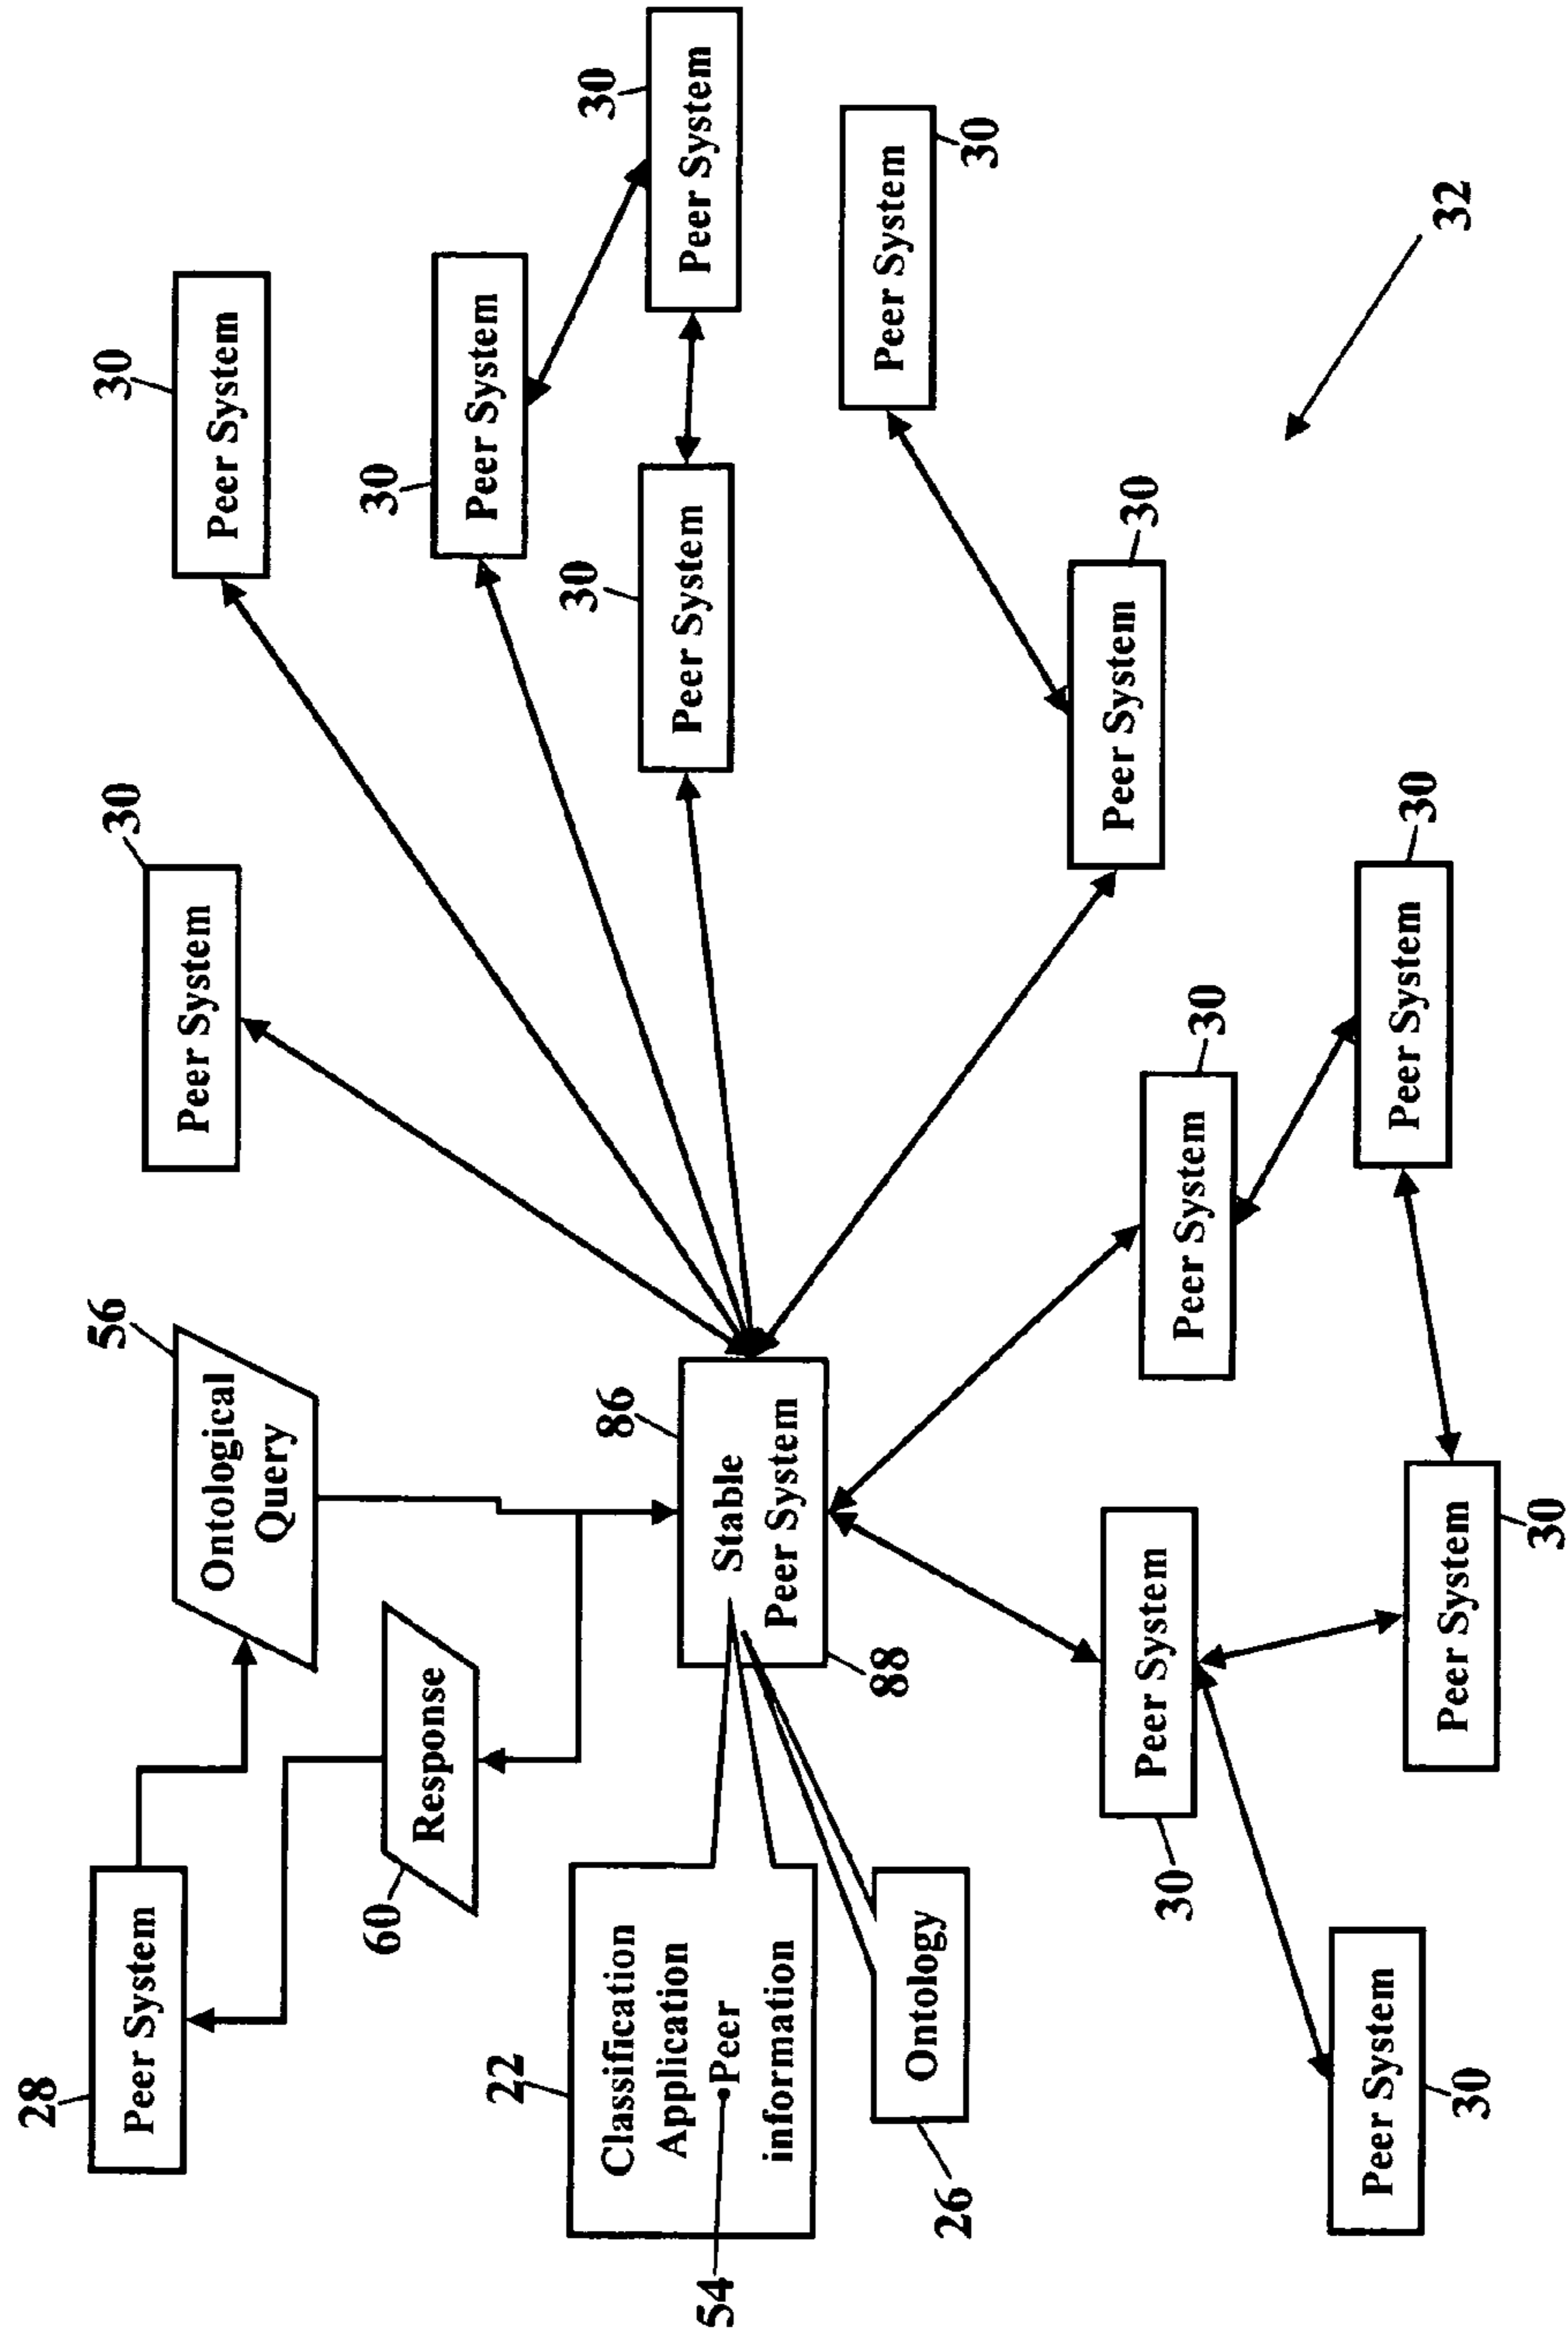 28
Peer System
56
Ontological
Query
30
Peer System
30
Peer System
60
Response
30
Peer System
30
Peer System
30
Peer System
22
Classification
Application
Peer
information
54
86
Stable
Peer System
88
Ontology
26
Peer System
30
30
Peer System
30
Peer System
Peer System
30
30
Peer System
Peer System
30
Peer System
30
32